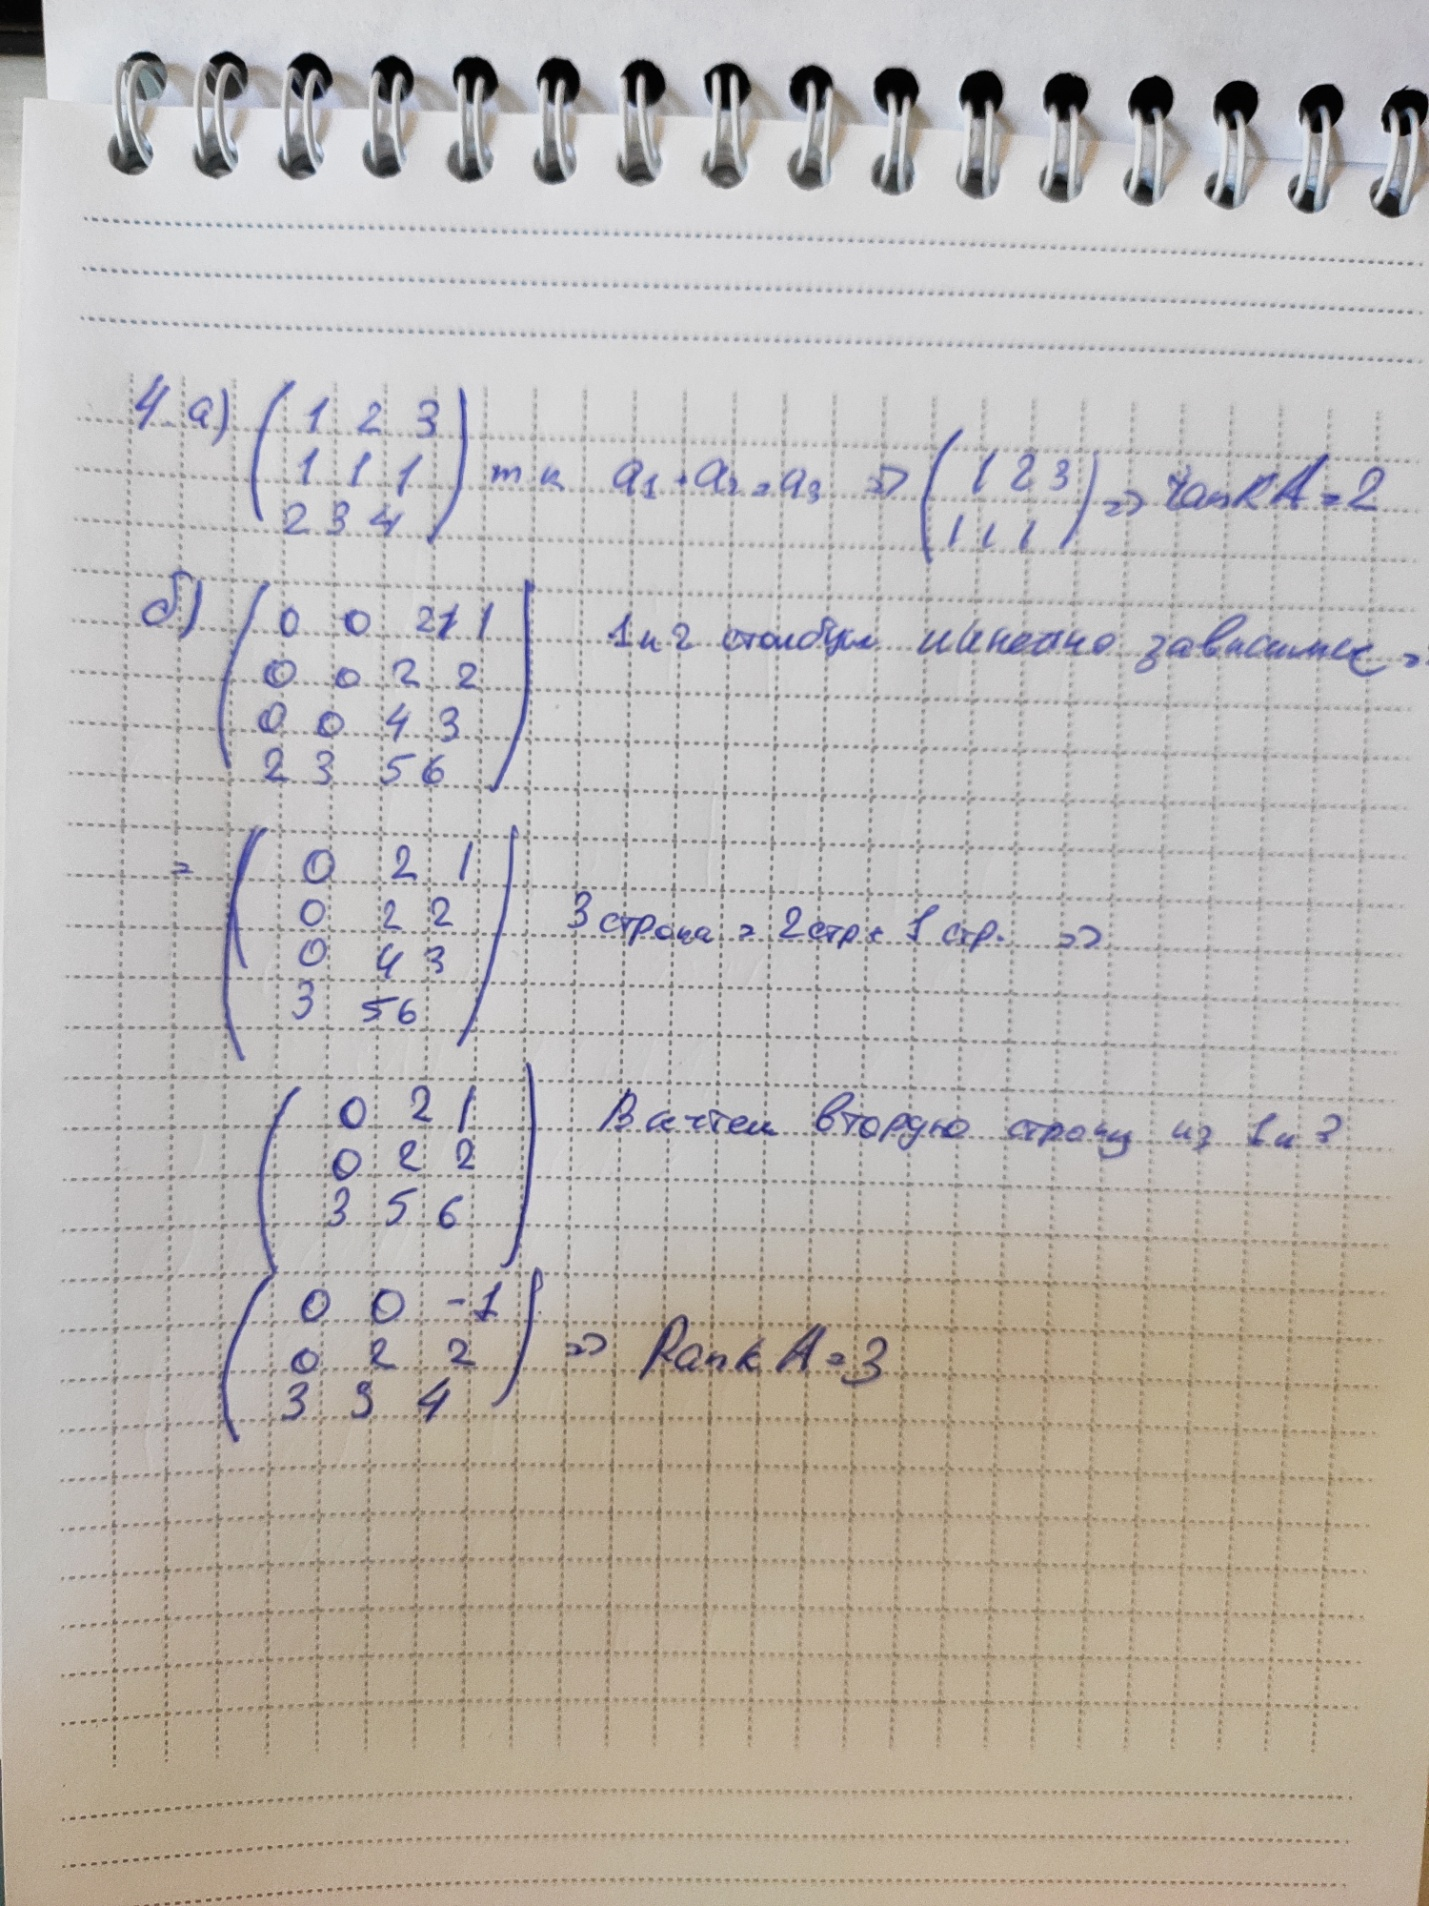 4. а) ( 1 2 3 )
( 1 1 1 ) т к a1 + a2 = a3 => ( 1 2 3 ) => rank A = 2
( 2 3 4 ) ( 1 1 1 )
б) ( 0 0 2 1 ) 1 и 2 столбцы линейно зависимы =>
( 0 0 2 2 )
( 0 0 4 3 )
( 2 3 5 6 )
= ( 0 2 1 )
( 0 2 2 ) 3 строка = 2 стр + 1 стр. =>
( 0 4 3 )
( 3 5 6 )
( 0 2 1 ) Вычтем вторую строку из 1 и 3
( 0 2 2 )
( 3 5 6 )
( 0 0 -1 )
( 0 2 2 ) => Rank A = 3
( 3 3 4 )